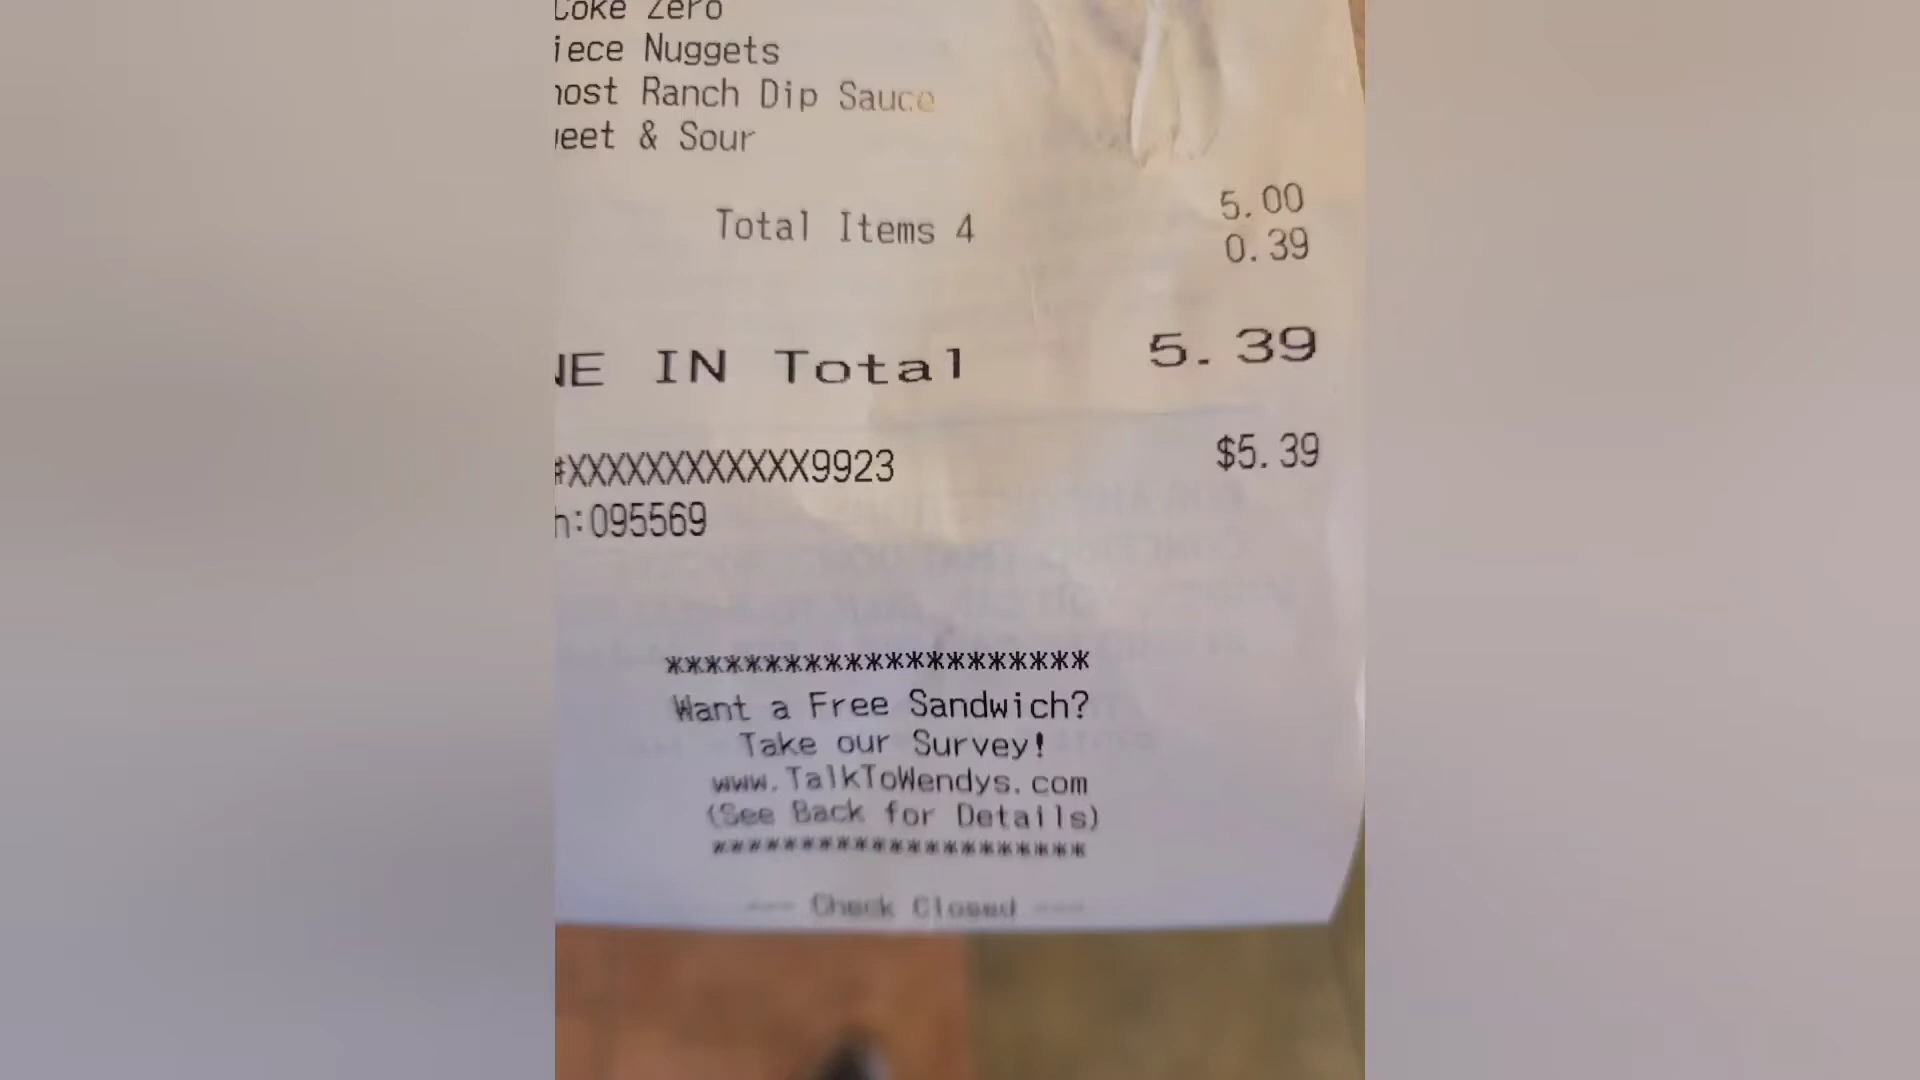 Coke Zero
iece Nuggets
host Ranch Dip Sauce
eet & Sour
5.00
Total Items 4
0.39
NE IN Total 5.39
#XXXXXXXXXXXX9923 $5.39
h:095569
*********************
Want a Free Sandwich?
Take our Survey!
www.TalkToWendys.com
(See Back for Details)
*********************
--- Check Closed ---